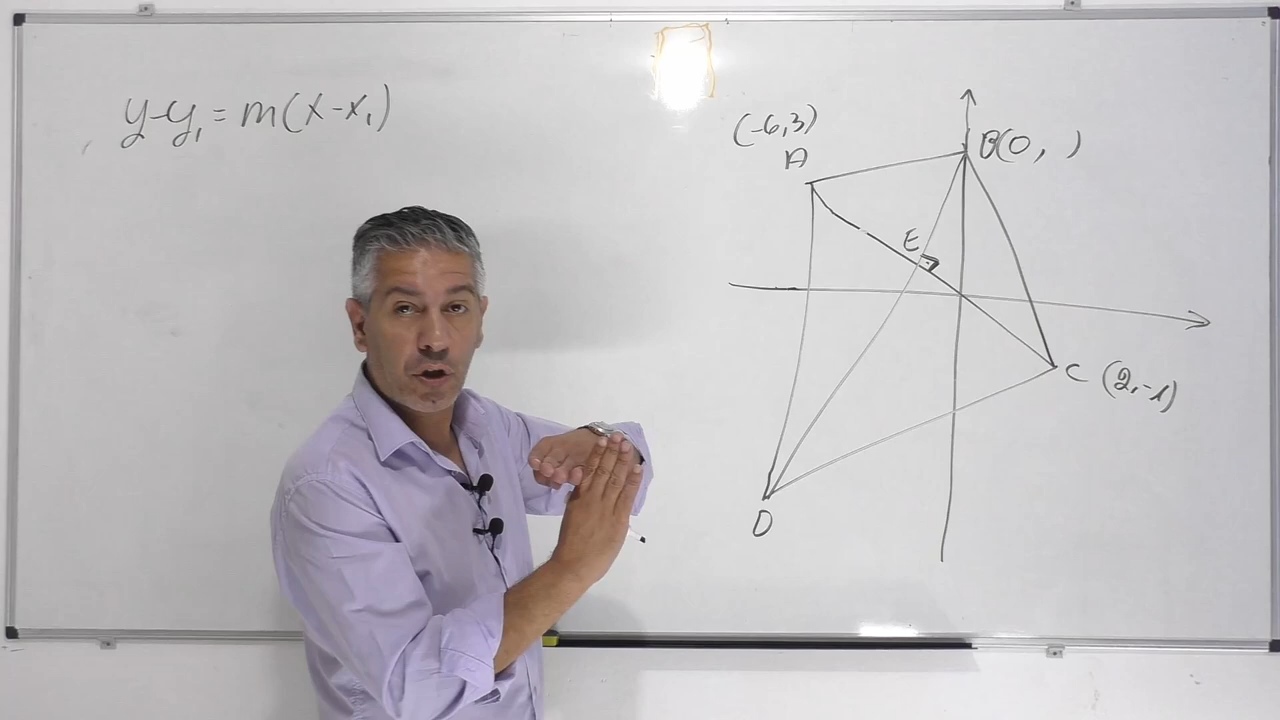 y-y₁ = m(x-x₁)
(-6,3)
A
B(0, )
E
C (2,-1)
D